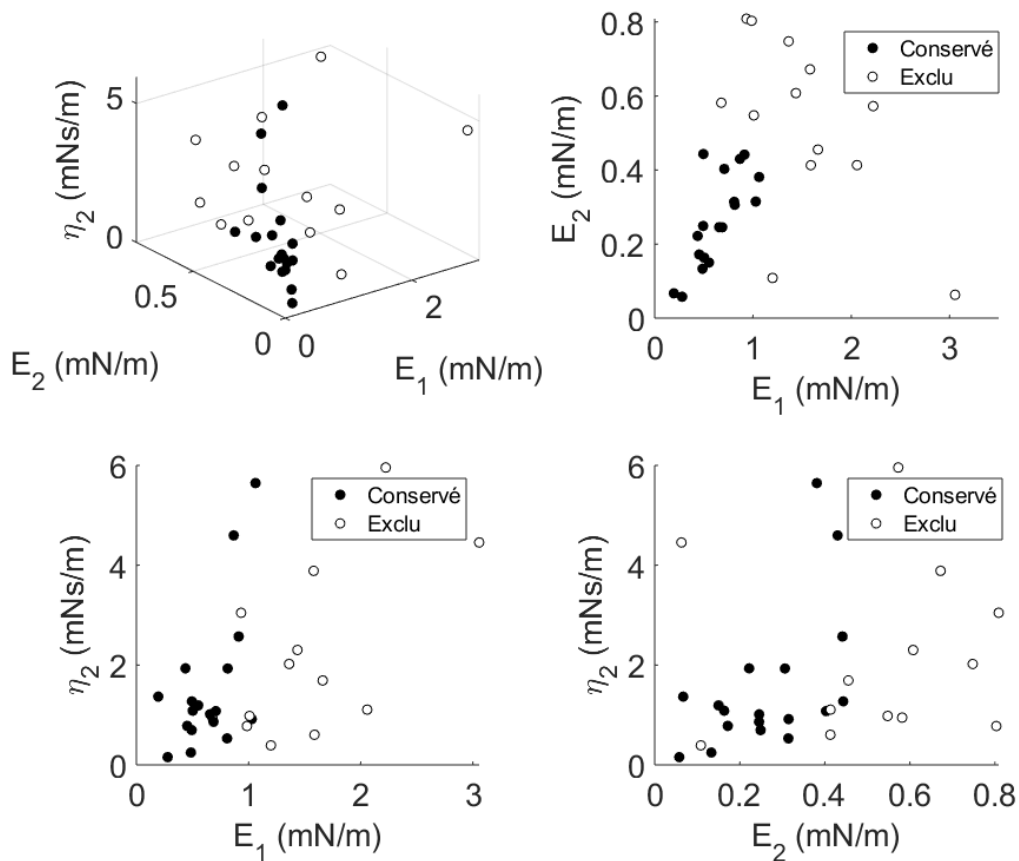 η₂ (mNs/m)
5
0
0.5
0
0
2
E₂ (mN/m)
E₁ (mN/m)
E₂ (mN/m)
0.8
0.6
0.4
0.2
0
0
1
2
3
E₁ (mN/m)
Conservé
Exclu
η₂ (mNs/m)
6
4
2
0
0
1
2
3
E₁ (mN/m)
Conservé
Exclu
η₂ (mNs/m)
6
4
2
0
0
0.2
0.4
0.6
0.8
E₂ (mN/m)
Conservé
Exclu